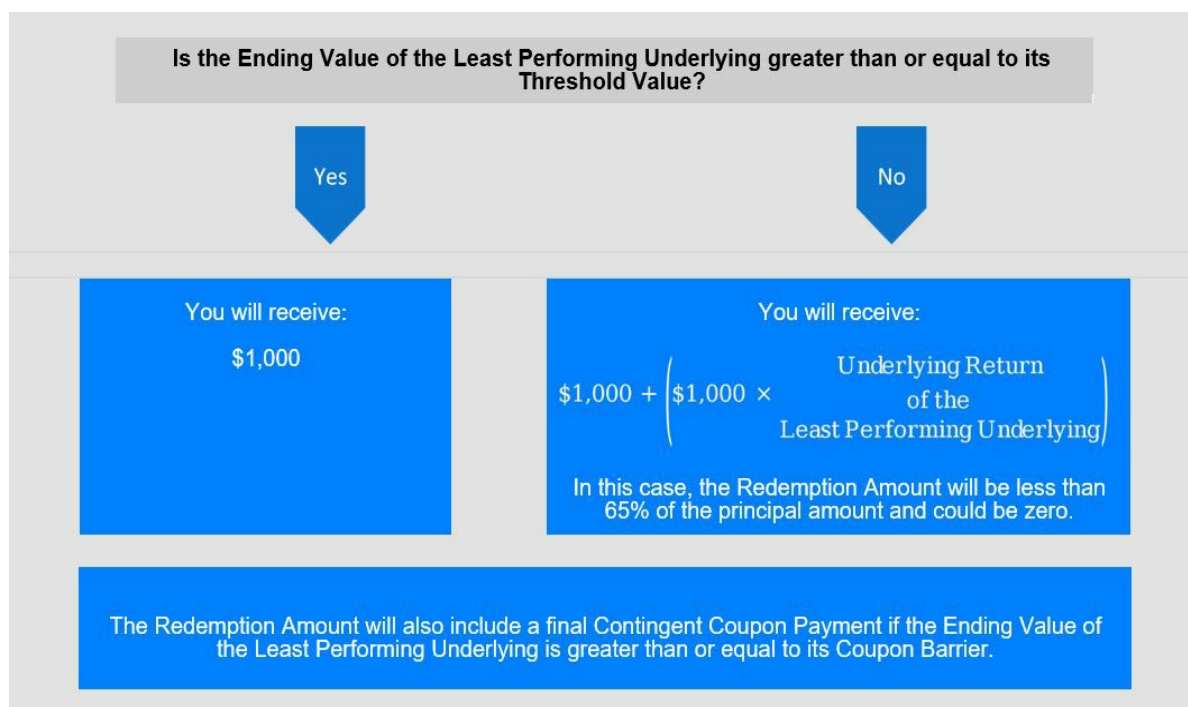 Is the Ending Value of the Least Performing Underlying greater than or equal to its
Threshold Value?
Yes
No
You will receive:
$1,000
You will receive:
$1,000 + ($1,000 × Underlying Return
of the
Least Performing Underlying)
In this case, the Redemption Amount will be less than
65% of the principal amount and could be zero.
The Redemption Amount will also include a final Contingent Coupon Payment if the Ending Value of
the Least Performing Underlying is greater than or equal to its Coupon Barrier.